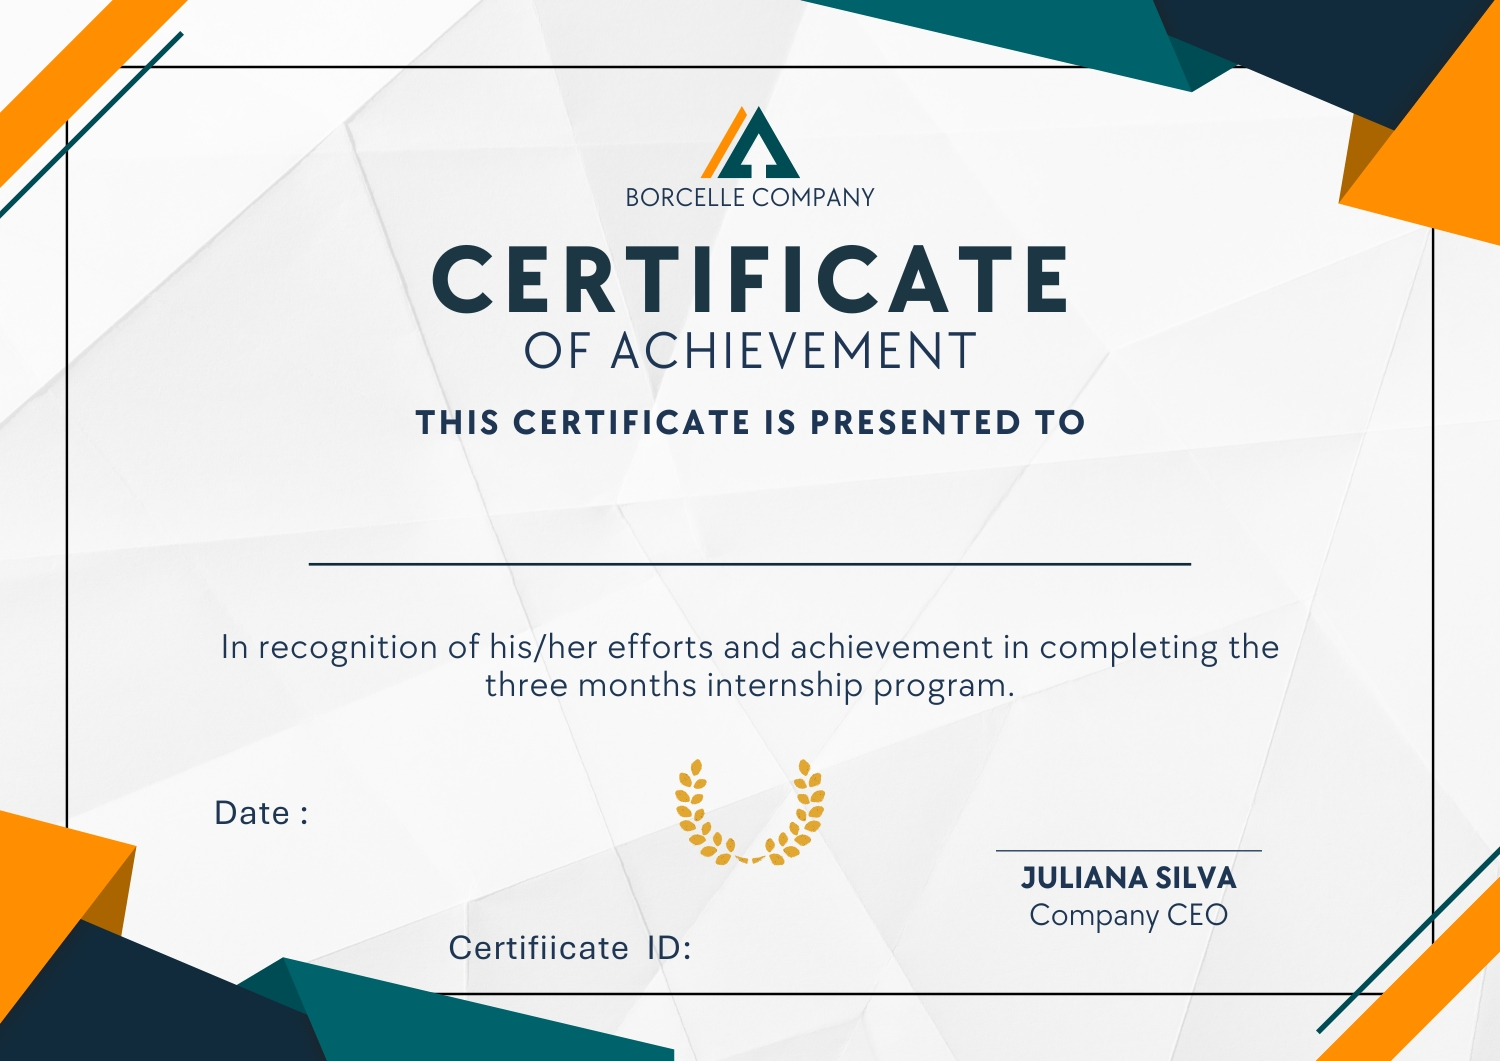 BORCELLE COMPANY
CERTIFICATE
OF ACHIEVEMENT
THIS CERTIFICATE IS PRESENTED TO
In recognition of his/her efforts and achievement in completing the
three months internship program.
Date :
JULIANA SILVA
Company CEO
Certifiicate ID: